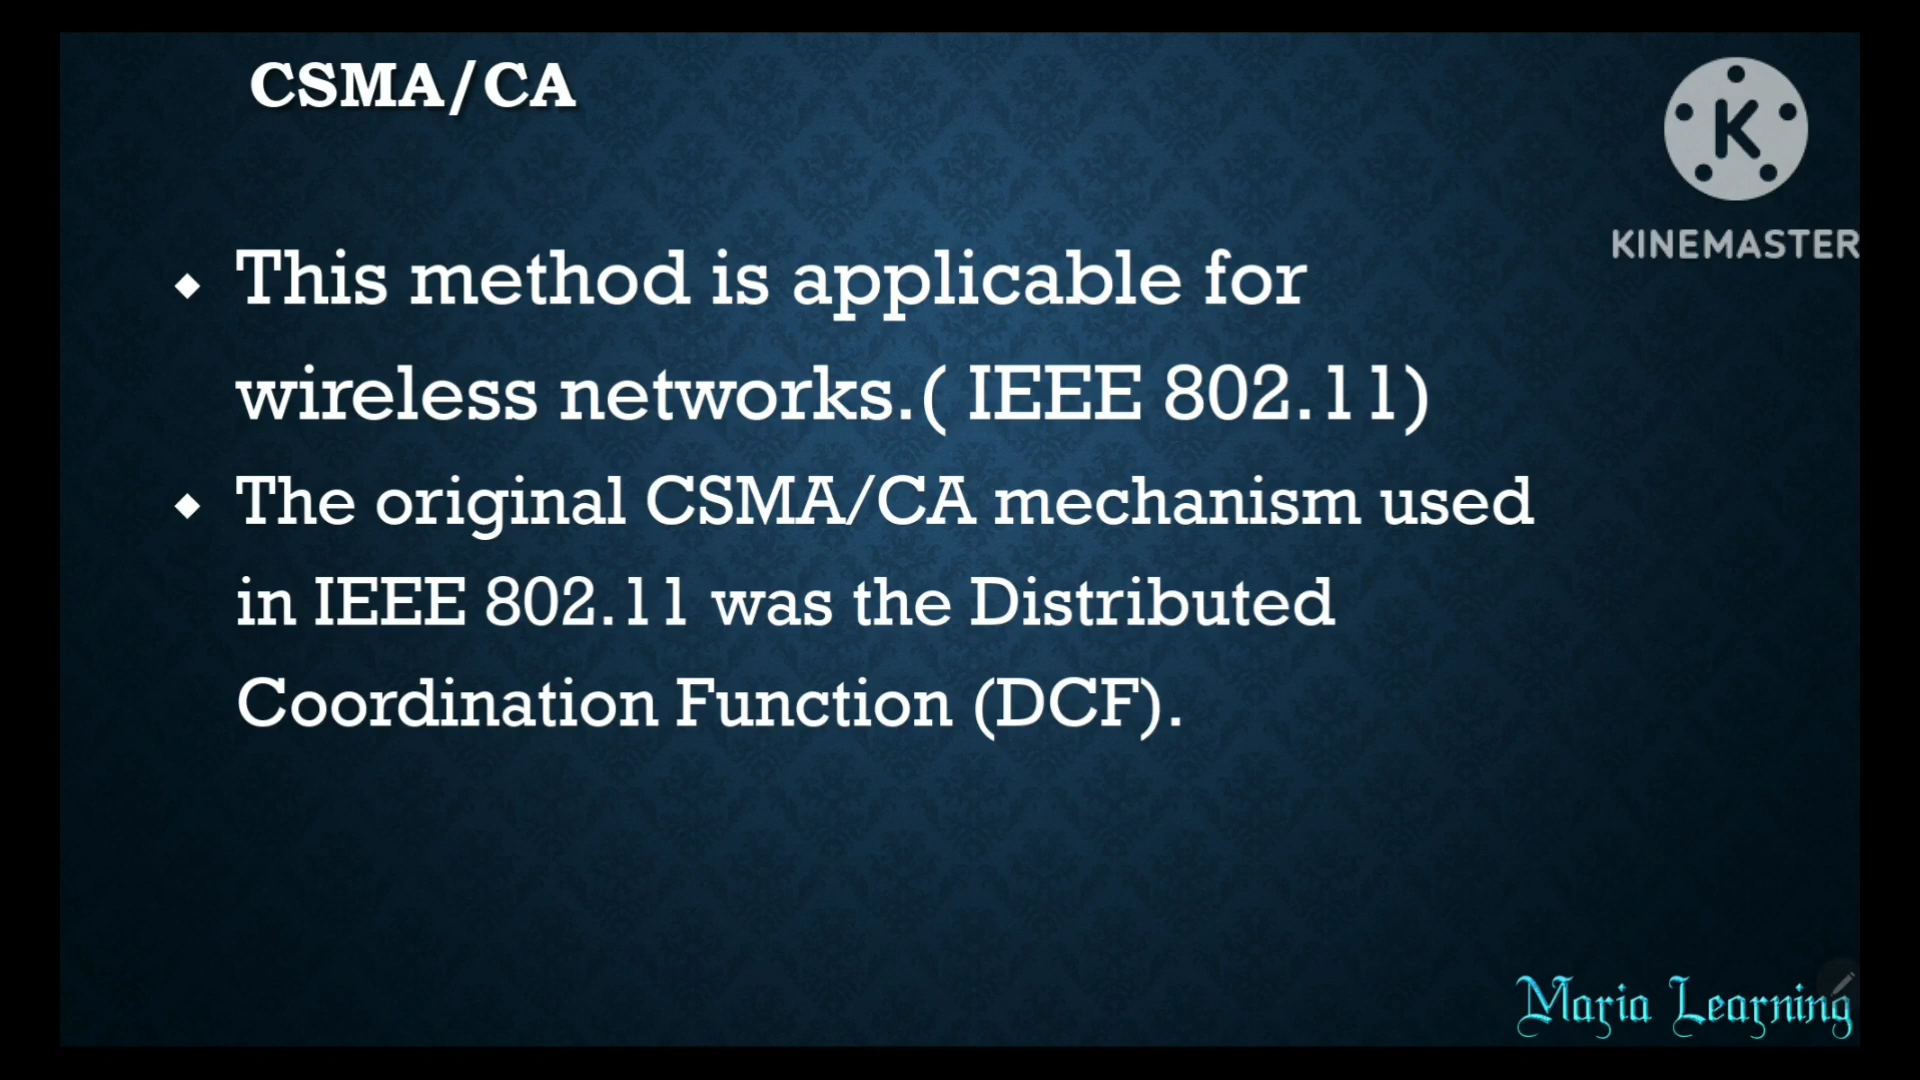 CSMA/CA
K
KINEMASTER
◆ This method is applicable for
wireless networks.( IEEE 802.11)
◆ The original CSMA/CA mechanism used
in IEEE 802.11 was the Distributed
Coordination Function (DCF).
Maria Learning